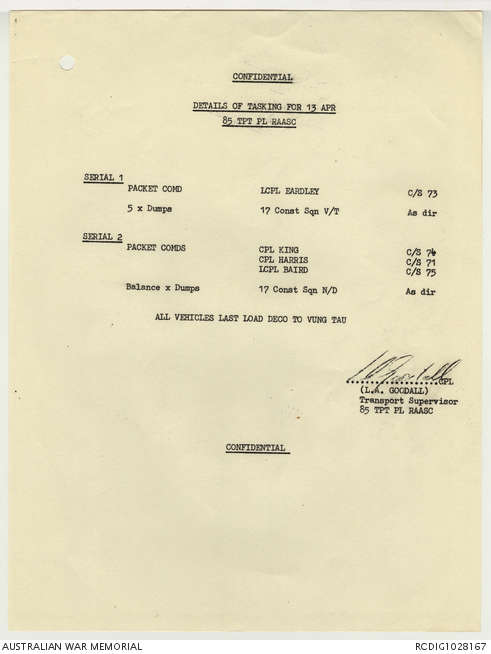 CONFIDENTIAL
DETAILS OF TASKING FOR 13 APR
85 TPT PL RAASC
SERIAL 1
PACKET COMD LCPL EARDLEY C/S 73
5 x Dumps 17 Const Sqn V/T As dir
SERIAL 2
PACKET COMDS CPL KING C/S 74
CPL HARRIS C/S 71
LCPL BAIRD C/S 75
Balance x Dumps 17 Const Sqn N/D As dir
ALL VEHICLES LAST LOAD DECO TO VUNG TAU
L A Goodall
....................CPL
(L.A. GOODALL)
Transport Supervisor
85 TPT PL RAASC
CONFIDENTIAL
AUSTRALIAN WAR MEMORIAL RCDIG1028167